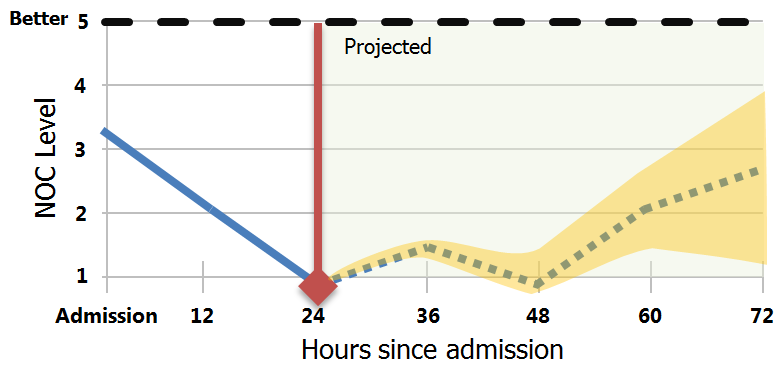 Better 5
Projected
4
3
2
1
NOC Level
Admission 12 24 36 48 60 72
Hours since admission